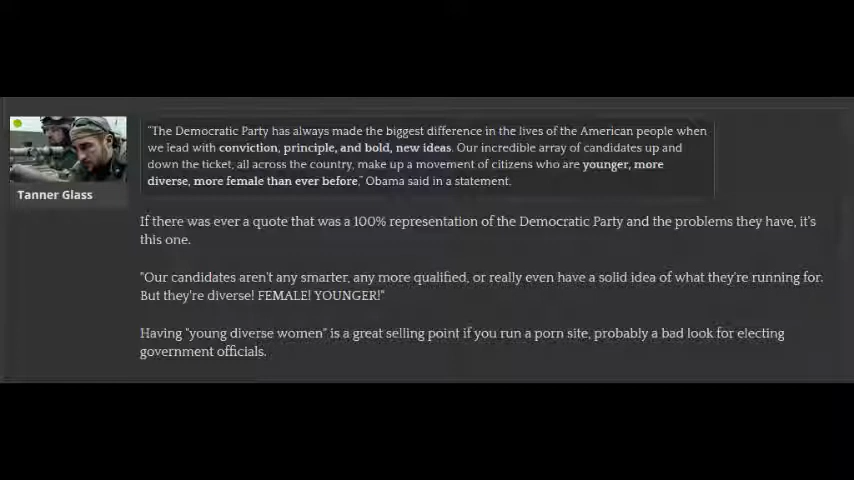 "The Democratic Party has always made the biggest difference in the lives of the American people when
we lead with conviction, principle, and bold, new ideas. Our incredible array of candidates up and
down the ticket, all across the country, make up a movement of citizens who are younger, more
diverse, more female than ever before," Obama said in a statement.
Tanner Glass
If there was ever a quote that was a 100% representation of the Democratic Party and the problems they have, it's
this one.
"Our candidates aren't any smarter, any more qualified, or really even have a solid idea of what they're running for.
But they're diverse! FEMALE! YOUNGER!"
Having "young diverse women" is a great selling point if you run a porn site, probably a bad look for electing
government officials.